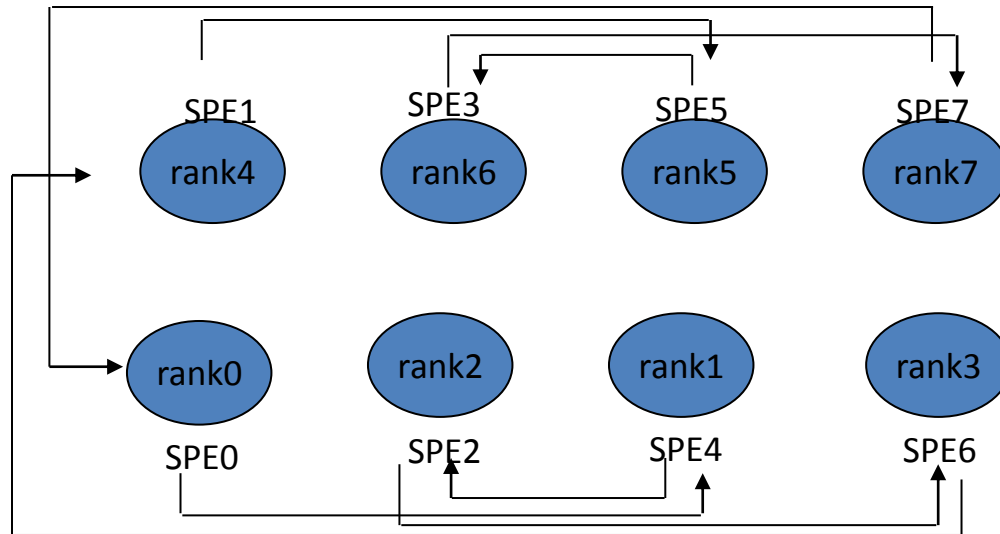 SPE1 SPE3 SPE5 SPE7
rank4 rank6 rank5 rank7
rank0 rank2 rank1 rank3
SPE0 SPE2 SPE4 SPE6